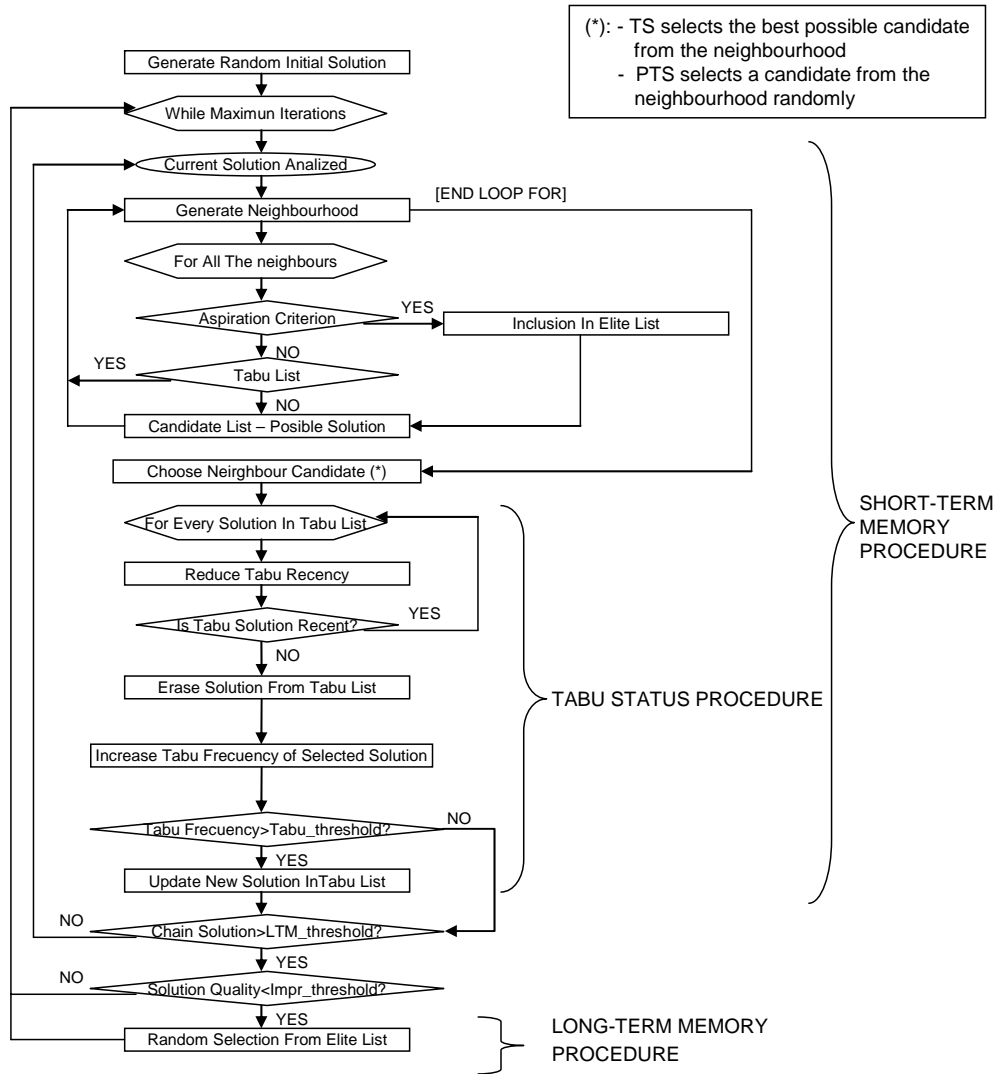 (*): - TS selects the best possible candidate
from the neighbourhood
- PTS selects a candidate from the
neighbourhood randomly
Generate Random Initial Solution
While Maximun Iterations
Current Solution Analized
[END LOOP FOR]
Generate Neighbourhood
For All The neighbours
YES
Aspiration Criterion
Inclusion In Elite List
NO
YES
Tabu List
NO
Candidate List – Posible Solution
Choose Neirghbour Candidate (*)
For Every Solution In Tabu List
Reduce Tabu Recency
YES
Is Tabu Solution Recent?
NO
Erase Solution From Tabu List
Increase Tabu Frecuency of Selected Solution
NO
Tabu Frecuency>Tabu_threshold?
YES
Update New Solution InTabu List
NO
Chain Solution>LTM_threshold?
YES
NO
Solution Quality<Impr_threshold?
YES
Random Selection From Elite List
SHORT-TERM
MEMORY
PROCEDURE
TABU STATUS PROCEDURE
LONG-TERM MEMORY
PROCEDURE